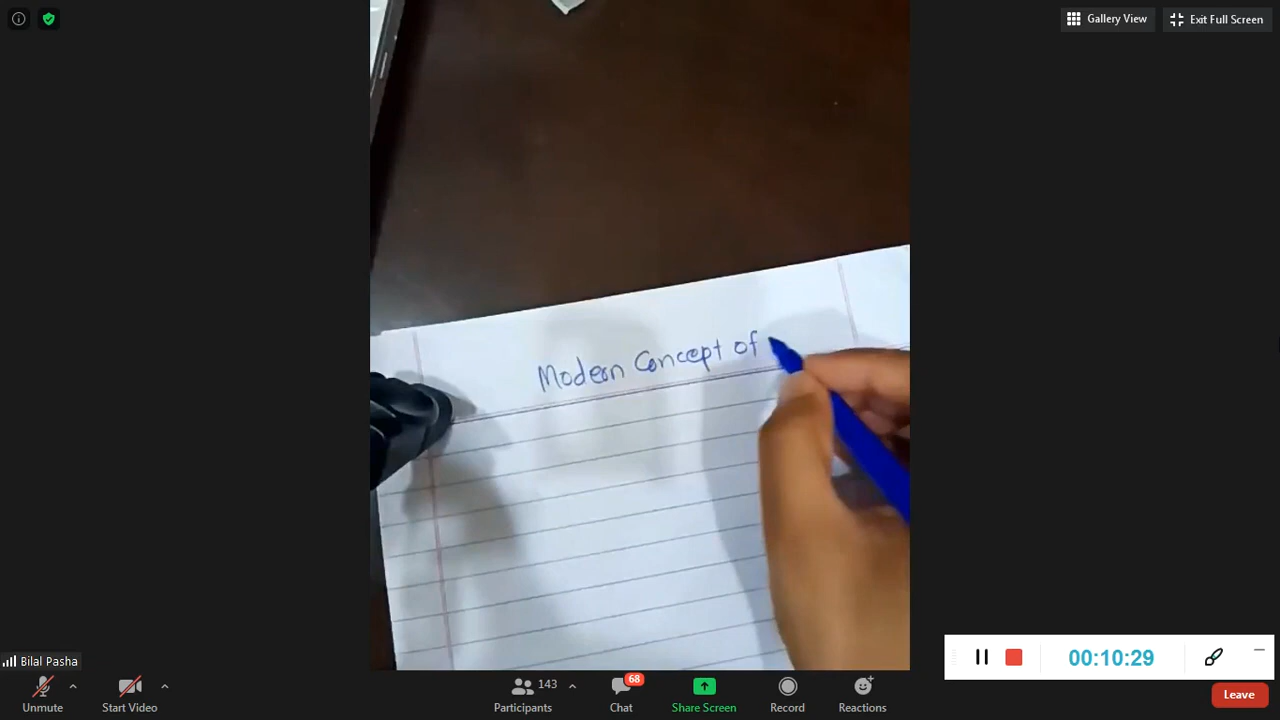 Gallery View
Exit Full Screen
Modern Concept of
Bilal Pasha
00:10:29
Unmute
Start Video
143
Participants
68
Chat
Share Screen
Record
Reactions
Leave